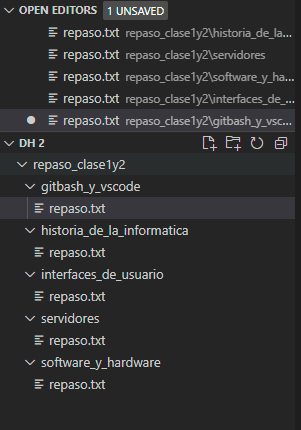 OPEN EDITORS 1 UNSAVED
repaso.txt repaso_clase1y2\historia_de_la...
repaso.txt repaso_clase1y2\servidores
repaso.txt repaso_clase1y2\software_y_ha...
repaso.txt repaso_clase1y2\interfaces_de_...
repaso.txt repaso_clase1y2\gitbash_y_vsc...
DH 2
repaso_clase1y2
gitbash_y_vscode
repaso.txt
historia_de_la_informatica
repaso.txt
interfaces_de_usuario
repaso.txt
servidores
repaso.txt
software_y_hardware
repaso.txt